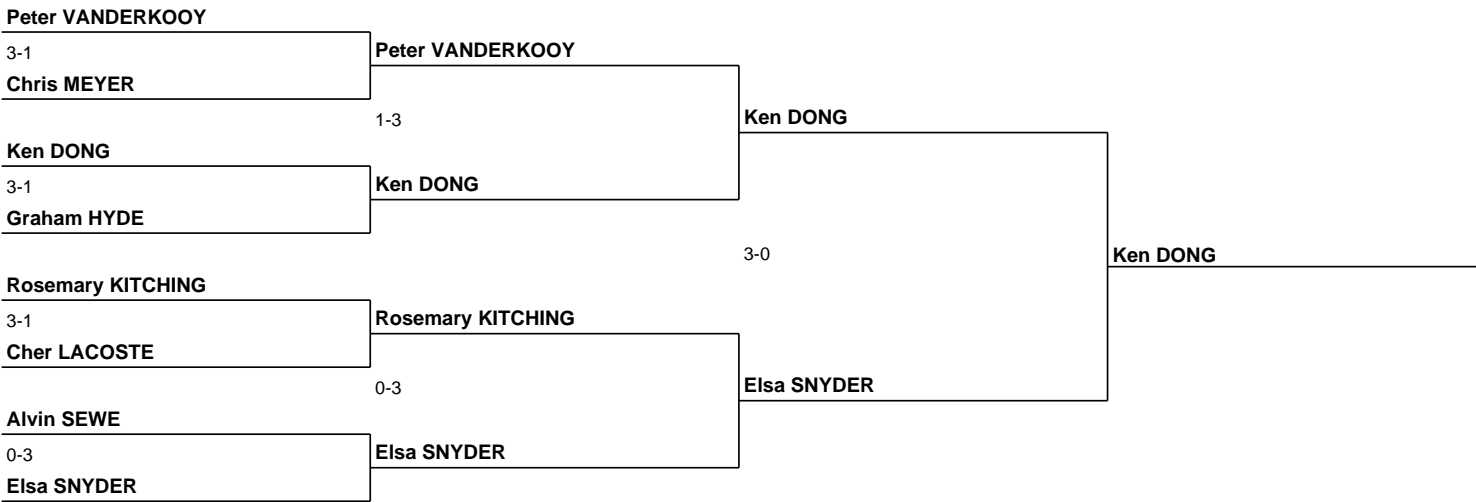 Peter VANDERKOOY
3-1
Chris MEYER
Ken DONG
3-1
Graham HYDE
Rosemary KITCHING
3-1
Cher LACOSTE
Alvin SEWE
0-3
Elsa SNYDER
Peter VANDERKOOY
1-3
Ken DONG
Rosemary KITCHING
0-3
Elsa SNYDER
Ken DONG
3-0
Elsa SNYDER
Ken DONG